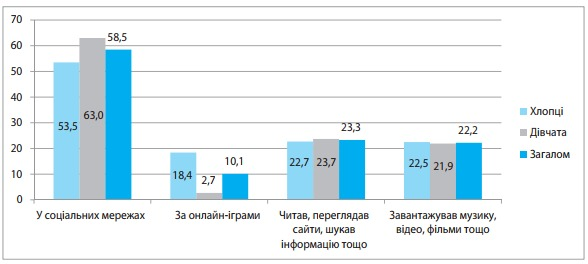 70
60
50
40
30
20
10
0
53,5
63,0
58,5
18,4
2,7
10,1
22,7
23,7
23,3
22,5
21,9
22,2
У соціальних мережах
За онлайн-іграми
Читав, переглядав
сайти, шукав
інформацію тощо
Завантажував музику,
відео, фільми тощо
Хлопці
Дівчата
Загалом